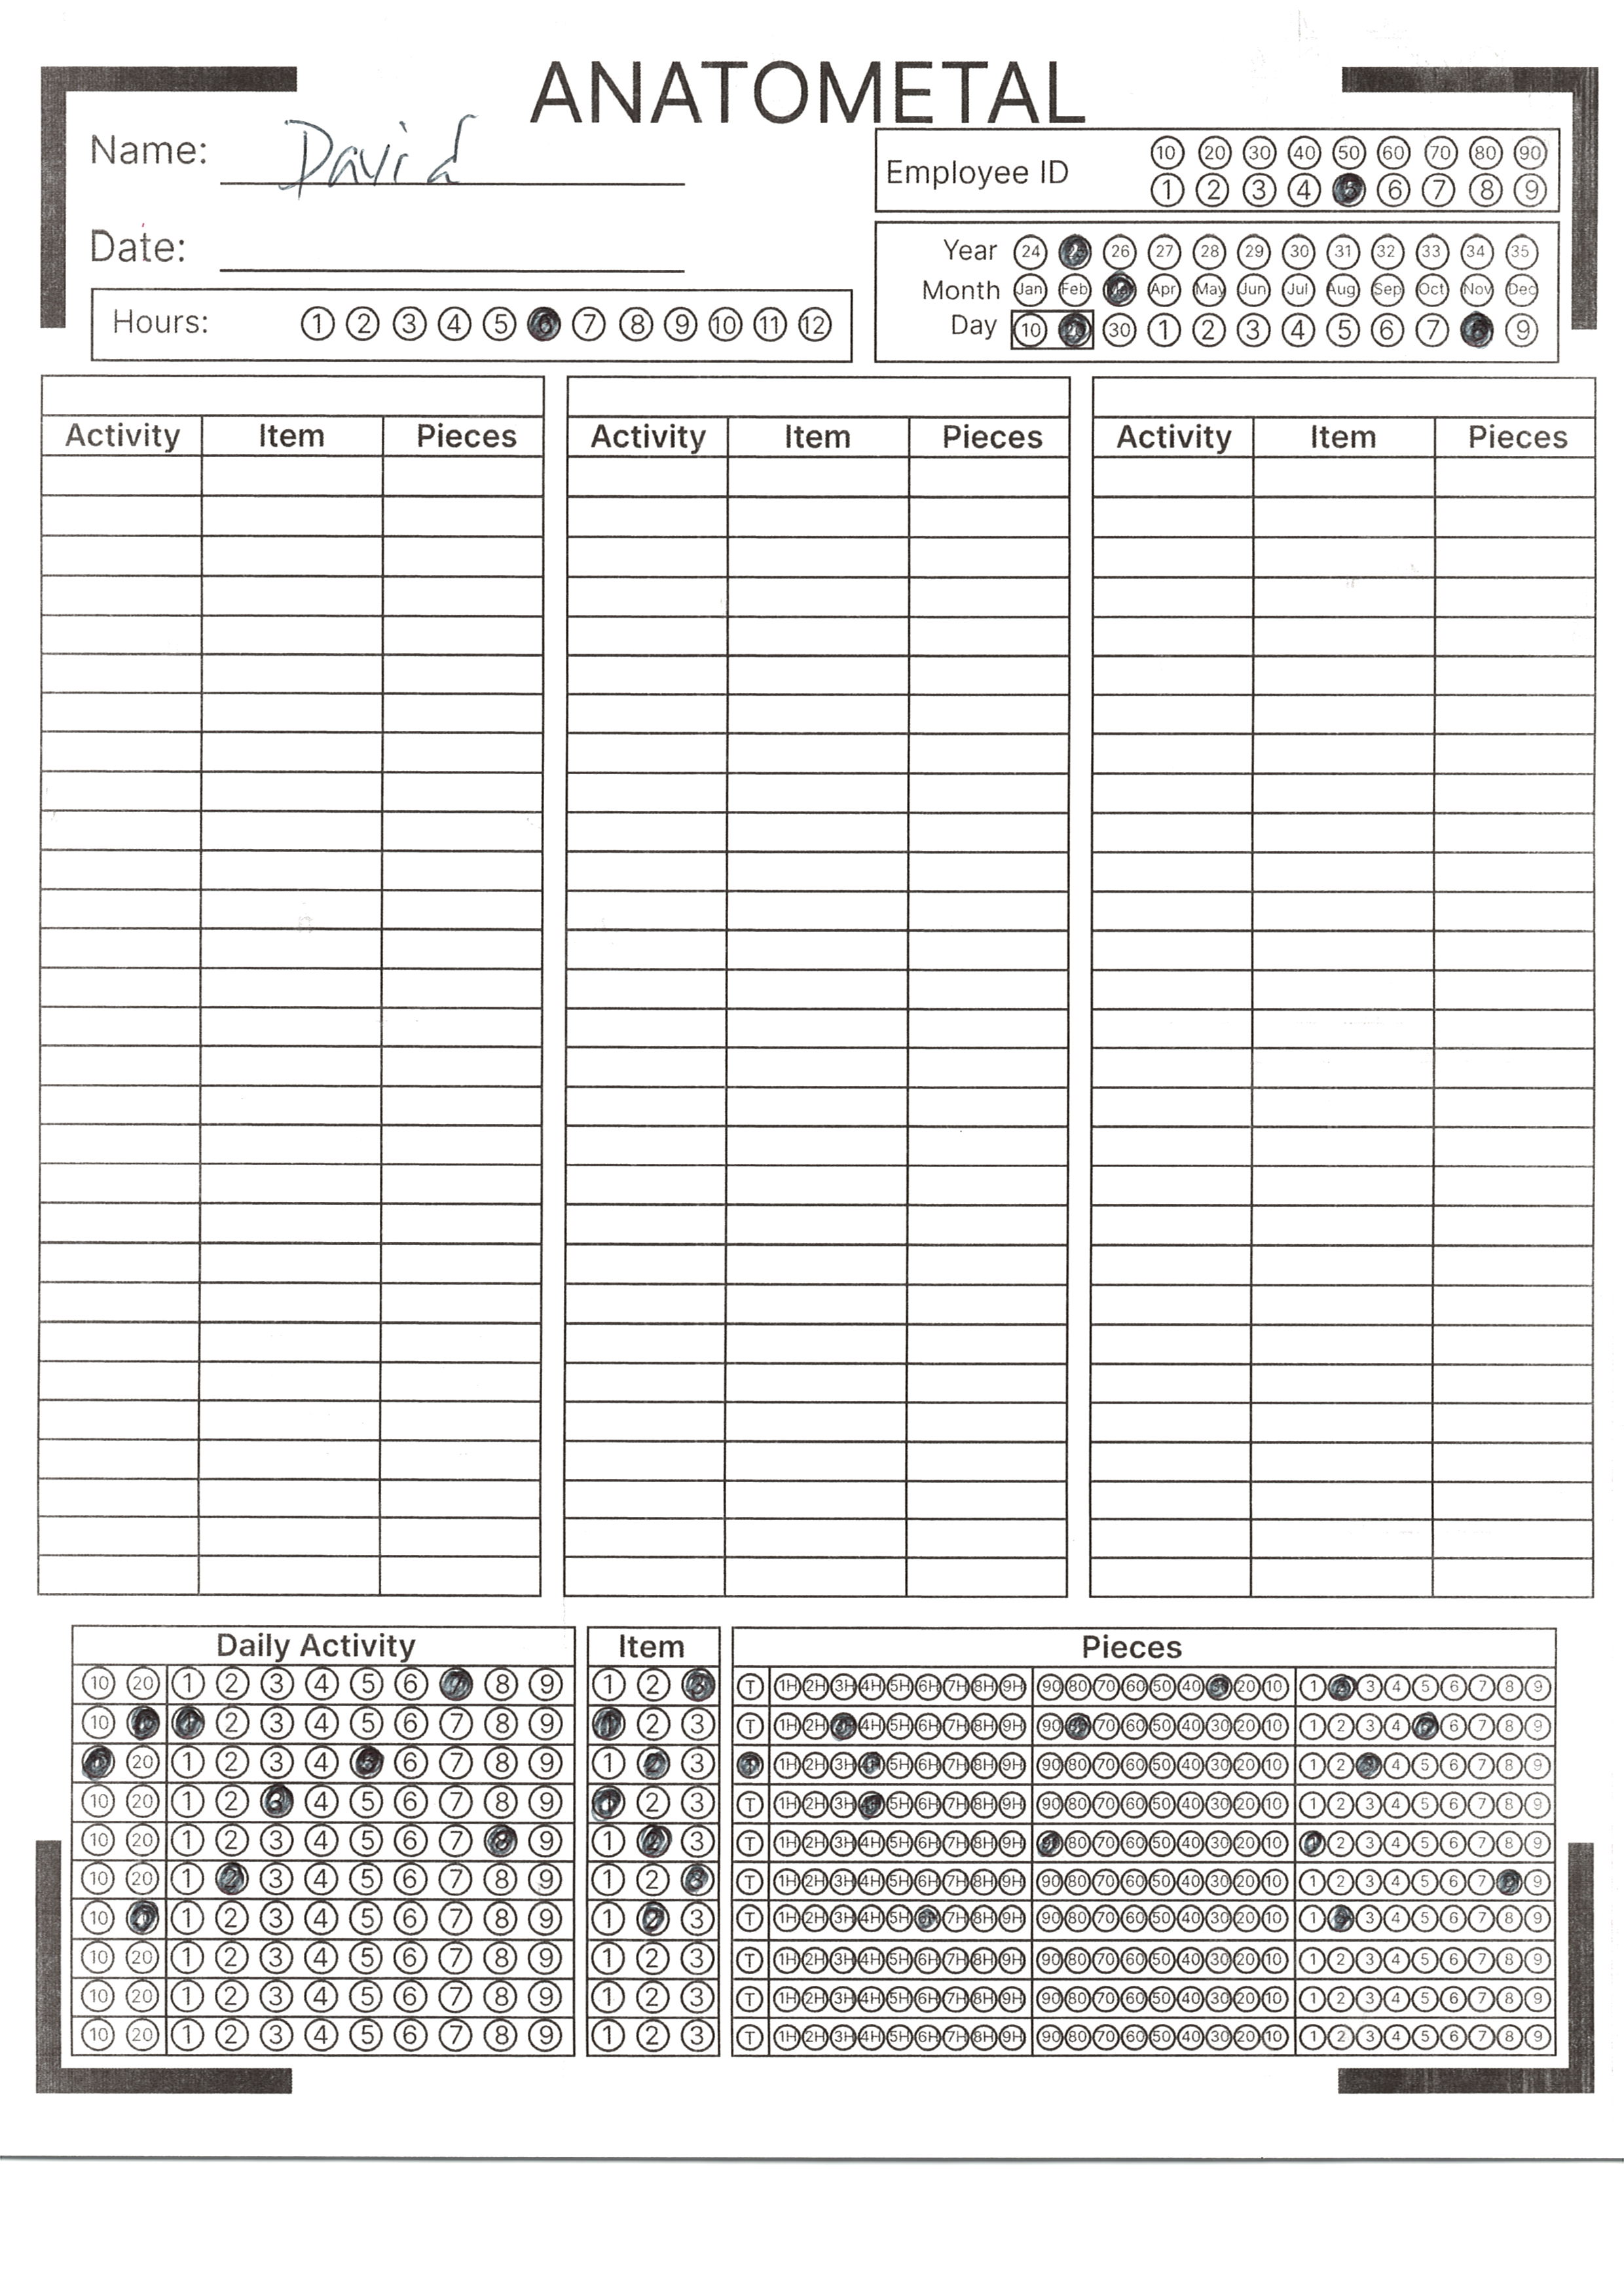 ANATOMETAL
Name: David
Employee ID 10 20 30 40 50 60 70 80 90
1 2 3 4 5 6 7 8 9
Date:
Year 24 26 27 28 29 30 31 32 33 34 35
Month Jan Feb Mar Apr May Jun Jul Aug Sep Oct Nov Dec
Day 10 20 30 1 2 3 4 5 6 7 8 9
Hours: 1 2 3 4 5 6 7 8 9 10 11 12
Activity Item Pieces Activity Item Pieces Activity Item Pieces
Daily Activity Item Pieces
10 20 1 2 3 4 5 6 7 8 9 1 2 3 T 1H 2H 3H 4H 5H 6H 7H 8H 9H 90 80 70 60 50 40 30 20 10 1 2 3 4 5 6 7 8 9
10 20 1 2 3 4 5 6 7 8 9 1 2 3 T 1H 2H 3H 4H 5H 6H 7H 8H 9H 90 80 70 60 50 40 30 20 10 1 2 3 4 5 6 7 8 9
10 20 1 2 3 4 5 6 7 8 9 1 2 3 T 1H 2H 3H 4H 5H 6H 7H 8H 9H 90 80 70 60 50 40 30 20 10 1 2 3 4 5 6 7 8 9
10 20 1 2 3 4 5 6 7 8 9 1 2 3 T 1H 2H 3H 4H 5H 6H 7H 8H 9H 90 80 70 60 50 40 30 20 10 1 2 3 4 5 6 7 8 9
10 20 1 2 3 4 5 6 7 8 9 1 2 3 T 1H 2H 3H 4H 5H 6H 7H 8H 9H 90 80 70 60 50 40 30 20 10 1 2 3 4 5 6 7 8 9
10 20 1 2 3 4 5 6 7 8 9 1 2 3 T 1H 2H 3H 4H 5H 6H 7H 8H 9H 90 80 70 60 50 40 30 20 10 1 2 3 4 5 6 7 8 9
10 20 1 2 3 4 5 6 7 8 9 1 2 3 T 1H 2H 3H 4H 5H 6H 7H 8H 9H 90 80 70 60 50 40 30 20 10 1 2 3 4 5 6 7 8 9
10 20 1 2 3 4 5 6 7 8 9 1 2 3 T 1H 2H 3H 4H 5H 6H 7H 8H 9H 90 80 70 60 50 40 30 20 10 1 2 3 4 5 6 7 8 9
10 20 1 2 3 4 5 6 7 8 9 1 2 3 T 1H 2H 3H 4H 5H 6H 7H 8H 9H 90 80 70 60 50 40 30 20 10 1 2 3 4 5 6 7 8 9
10 20 1 2 3 4 5 6 7 8 9 1 2 3 T 1H 2H 3H 4H 5H 6H 7H 8H 9H 90 80 70 60 50 40 30 20 10 1 2 3 4 5 6 7 8 9